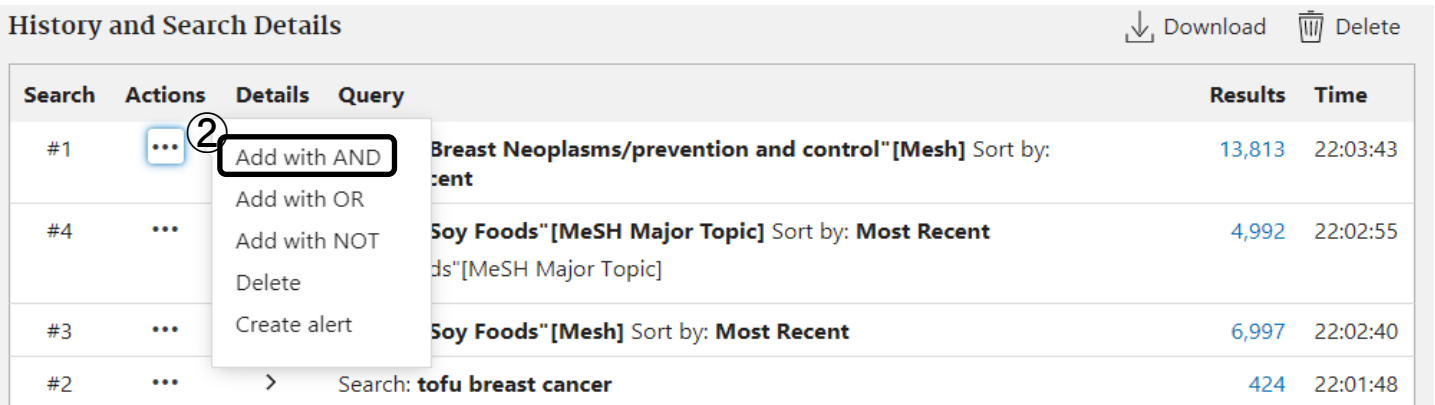 History and Search Details Download Delete
Search Actions Details Query Results Time
#1 ••• ② Add with AND Breast Neoplasms/prevention and control"[Mesh] Sort by: 13,813 22:03:43
cent
Add with OR
#4 ••• Add with NOT Soy Foods"[MeSH Major Topic] Sort by: Most Recent 4,992 22:02:55
ds"[MeSH Major Topic]
Delete
Create alert
#3 ••• Soy Foods"[Mesh] Sort by: Most Recent 6,997 22:02:40
#2 ••• > Search: tofu breast cancer 424 22:01:48